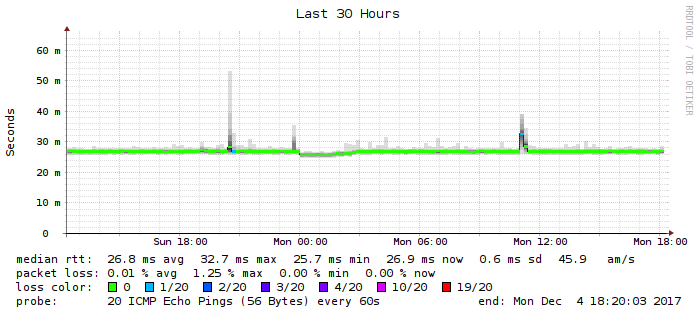 Last 30 Hours
RRDTOOL / TOBI OETIKER
Seconds
60 m
50 m
40 m
30 m
20 m
10 m
0
Sun 18:00 Mon 00:00 Mon 06:00 Mon 12:00 Mon 18:00
median rtt: 26.8 ms avg 32.7 ms max 25.7 ms min 26.9 ms now 0.6 ms sd 45.9 am/s
packet loss: 0.01 % avg 1.25 % max 0.00 % min 0.00 % now
loss color: 0 1/20 2/20 3/20 4/20 10/20 19/20
probe: 20 ICMP Echo Pings (56 Bytes) every 60s end: Mon Dec 4 18:20:03 2017